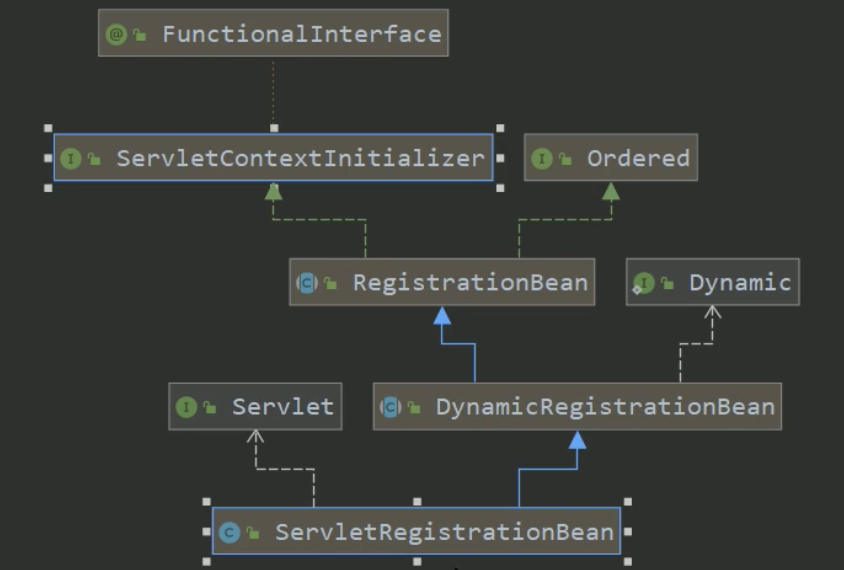 FunctionalInterface
ServletContextInitializer
Ordered
RegistrationBean
Dynamic
Servlet
DynamicRegistrationBean
ServletRegistrationBean